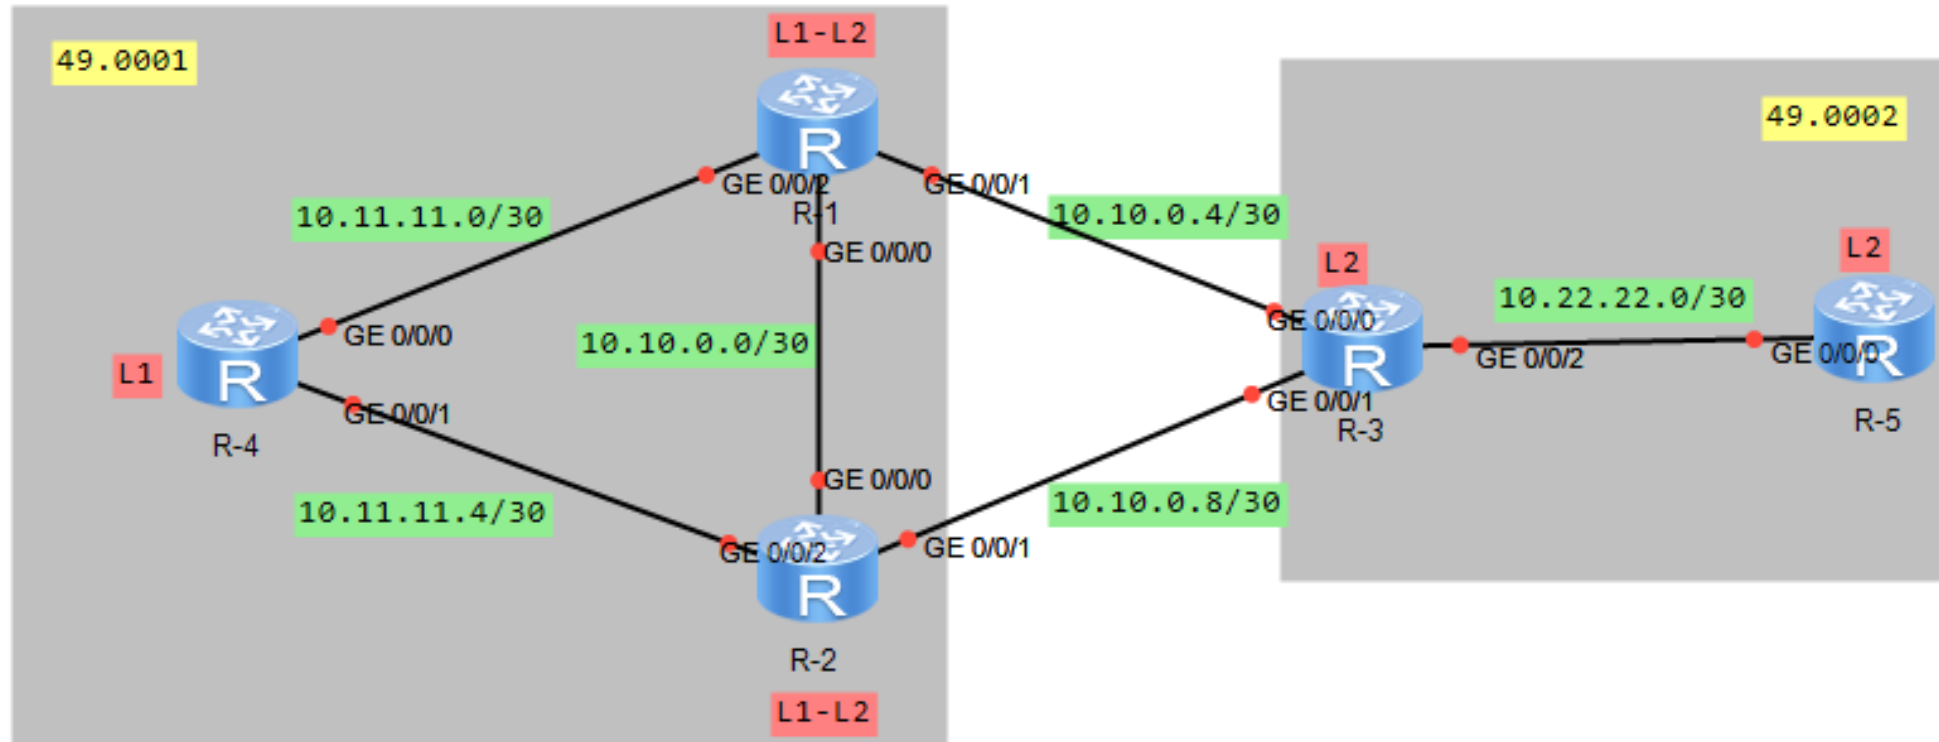 L1-L2
49.0001
49.0002
R
GE 0/0/2
GE 0/0/1
R-1
10.11.11.0/30
10.10.0.4/30
GE 0/0/0
L2
L2
10.22.22.0/30
GE 0/0/0
GE 0/0/0
10.10.0.0/30
GE 0/0/2
GE 0/0/0
L1
R
R
R
GE 0/0/1
GE 0/0/1
R-4
R-3
R-5
GE 0/0/0
10.11.11.4/30
10.10.0.8/30
GE 0/0/2
GE 0/0/1
R
R-2
L1-L2